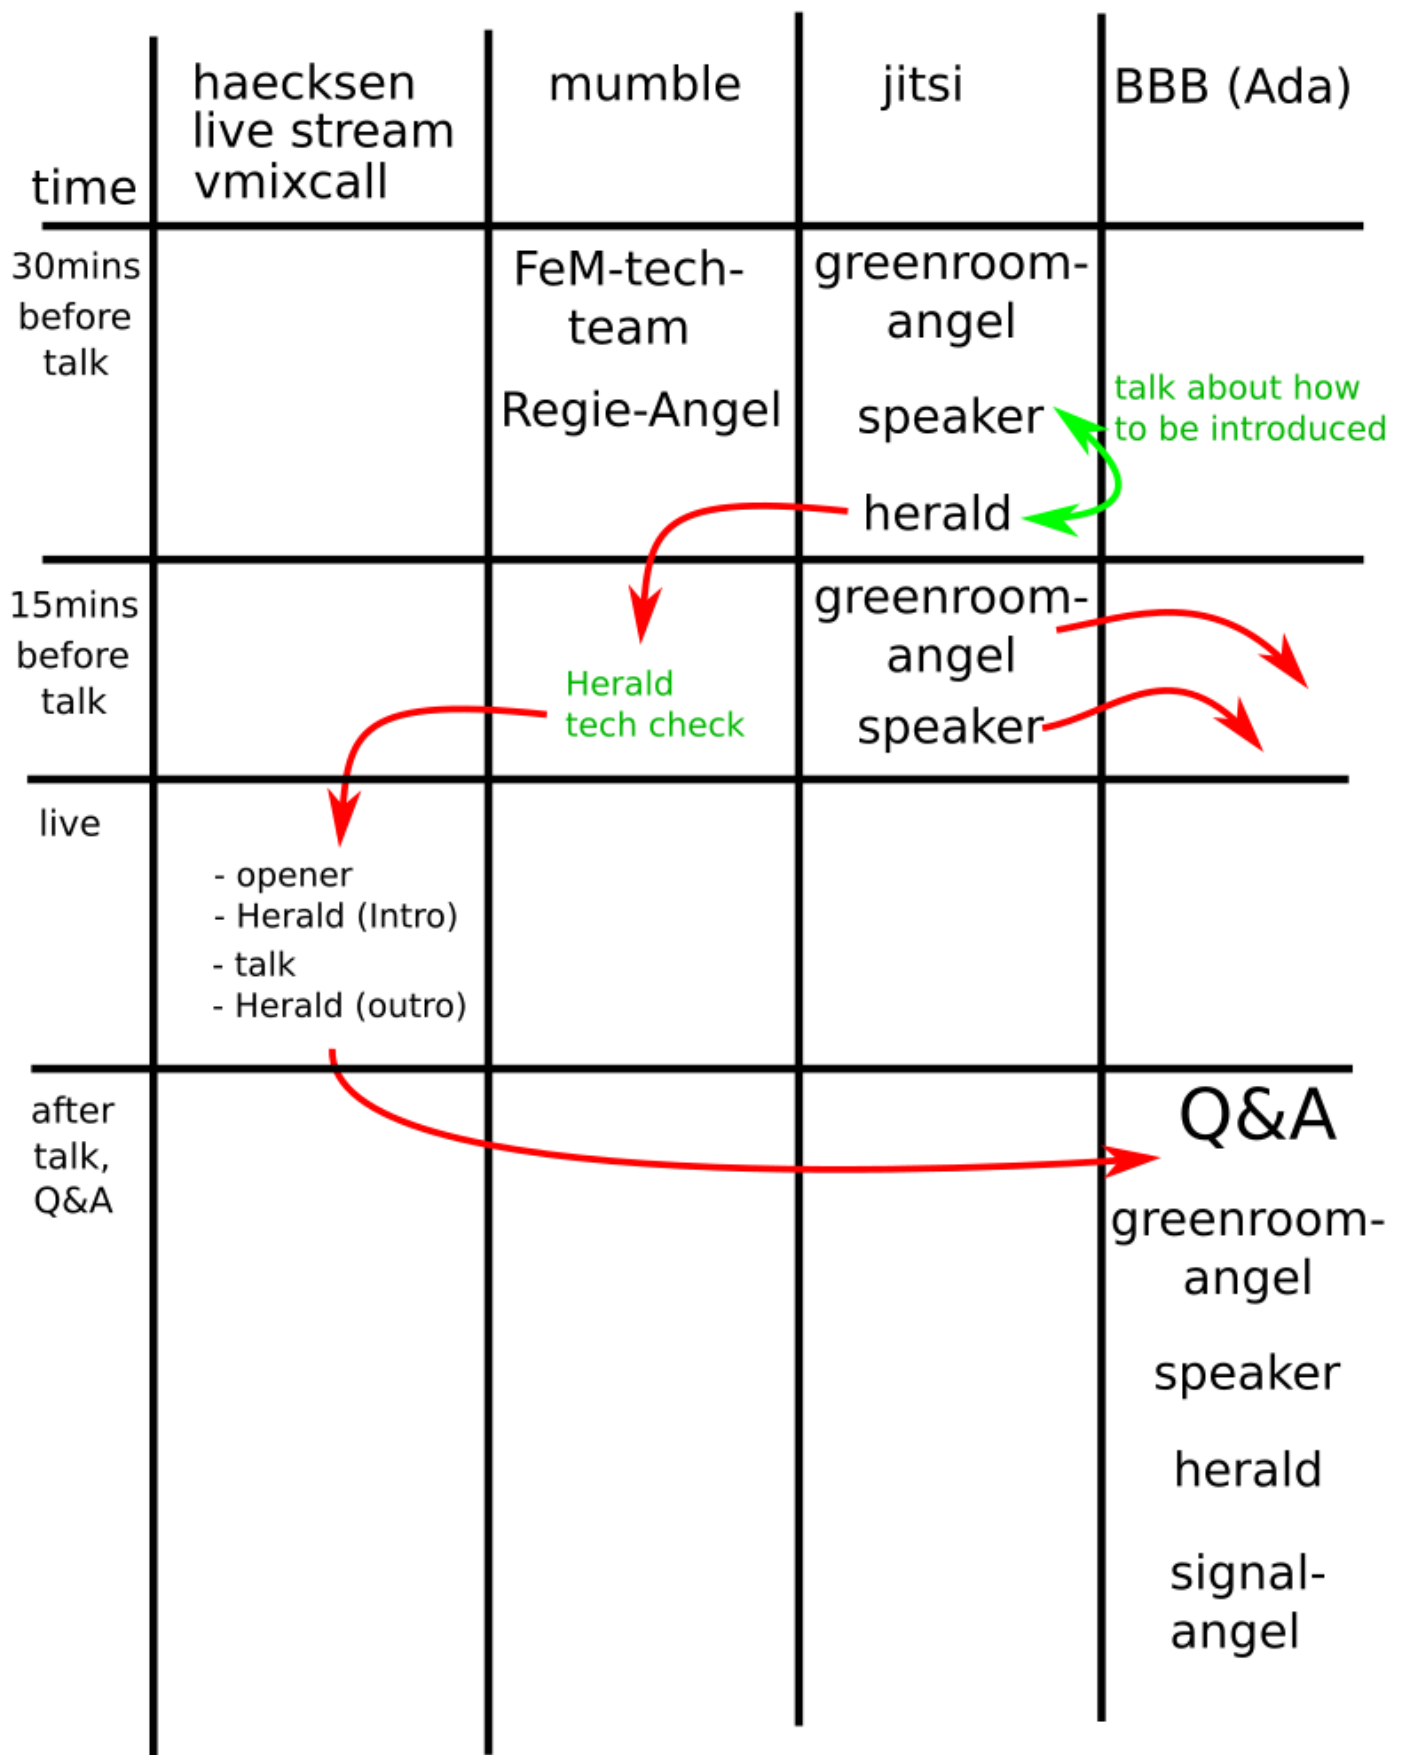 haecksen
live stream
vmixcall
mumble
jitsi
BBB (Ada)
time
30mins
before
talk
FeM-tech-
team
Regie-Angel
greenroom-
angel
speaker
herald
talk about how
to be introduced
15mins
before
talk
Herald
tech check
greenroom-
angel
speaker
live
- opener
- Herald (Intro)
- talk
- Herald (outro)
after
talk,
Q&A
Q&A
greenroom-
angel
speaker
herald
signal-
angel